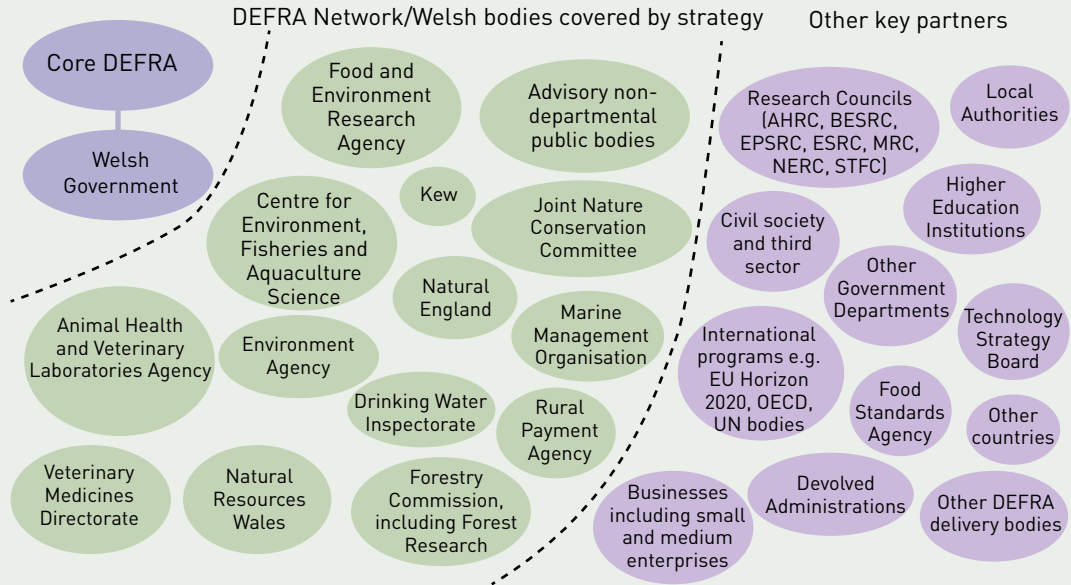 DEFRA Network/Welsh bodies covered by strategy
Other key partners
Core DEFRA
Welsh
Government
Food and
Environment
Research
Agency
Advisory non-
departmental
public bodies
Kew
Centre for
Environment,
Fisheries and
Aquaculture
Science
Joint Nature
Conservation
Committee
Natural
England
Marine
Management
Organisation
Animal Health
and Veterinary
Laboratories Agency
Environment
Agency
Drinking Water
Inspectorate
Rural
Payment
Agency
Veterinary
Medicines
Directorate
Natural
Resources
Wales
Forestry
Commission,
including Forest
Research
Research Councils
(AHRC, BESRC,
EPSRC, ESRC, MRC,
NERC, STFC)
Local
Authorities
Higher
Education
Institutions
Civil society
and third
sector
Other
Government
Departments
Technology
Strategy
Board
International
programs e.g.
EU Horizon
2020, OECD,
UN bodies
Food
Standards
Agency
Other
countries
Businesses
including small
and medium
enterprises
Devolved
Administrations
Other DEFRA
delivery bodies